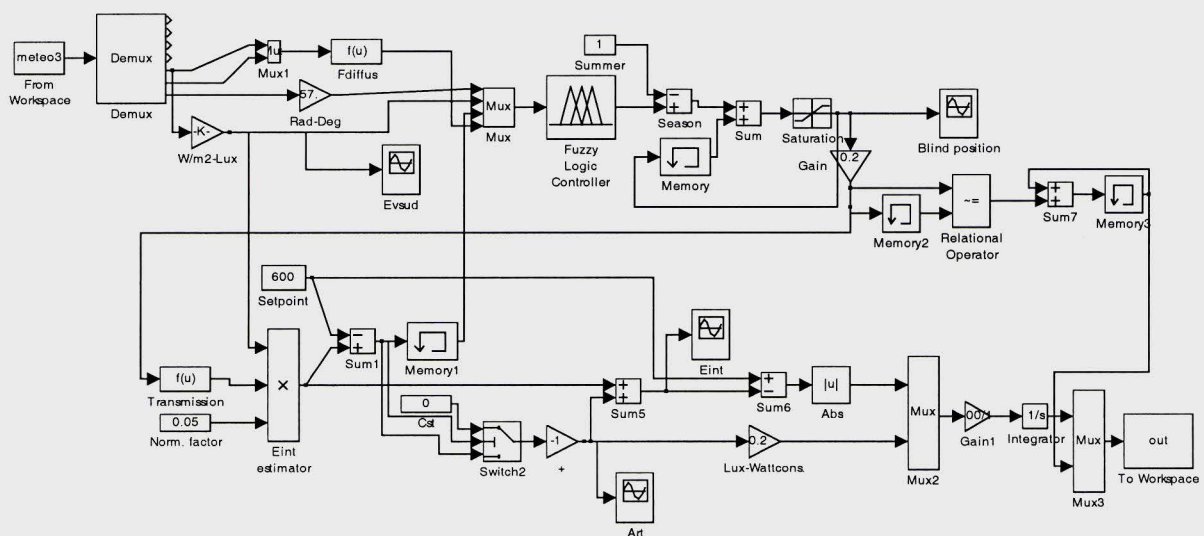 meteo3
From
Workspace
Demux
Demux
Mux1
f(u)
Fdiffus
57.
Rad-Deg
-K-
W/m2-Lux
Evsud
Mux
Mux
Fuzzy
Logic
Controller
1
Summer
Season
Memory
Sum
Saturation
0.2
Gain
Blind position
Memory2
~=
Relational
Operator
Sum7
Memory3
600
Setpoint
f(u)
Transmission
0.05
Norm. factor
×
Eint
estimator
Sum1
Memory1
0
Cst
Switch2
-1
+
Art
Sum5
Eint
Sum6
|u|
Abs
0.2
Lux-Wattcons.
Mux
Mux2
Gain1
1/s
Integrator
Mux
Mux3
out
To Workspace